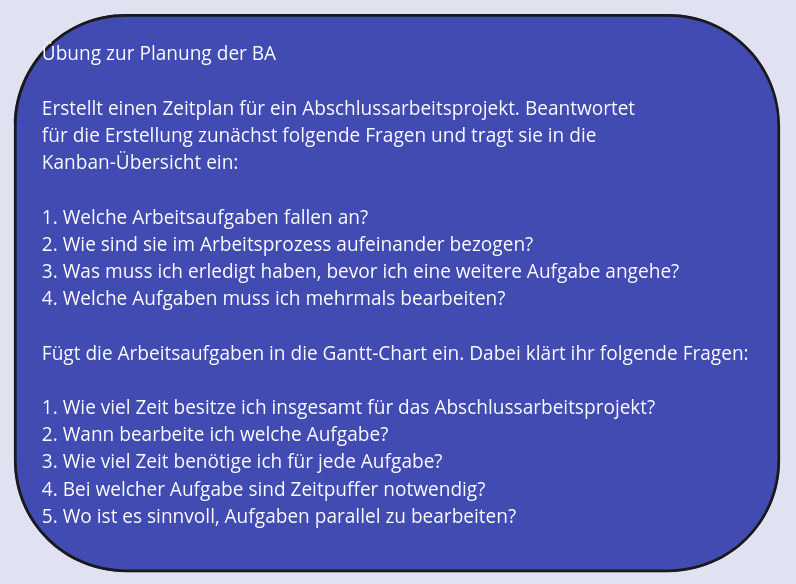 Übung zur Planung der BA
Erstellt einen Zeitplan für ein Abschlussarbeitsprojekt. Beantwortet
für die Erstellung zunächst folgende Fragen und tragt sie in die
Kanban-Übersicht ein:
1. Welche Arbeitsaufgaben fallen an?
2. Wie sind sie im Arbeitsprozess aufeinander bezogen?
3. Was muss ich erledigt haben, bevor ich eine weitere Aufgabe angehe?
4. Welche Aufgaben muss ich mehrmals bearbeiten?
Fügt die Arbeitsaufgaben in die Gantt-Chart ein. Dabei klärt ihr folgende Fragen:
1. Wie viel Zeit besitze ich insgesamt für das Abschlussarbeitsprojekt?
2. Wann bearbeite ich welche Aufgabe?
3. Wie viel Zeit benötige ich für jede Aufgabe?
4. Bei welcher Aufgabe sind Zeitpuffer notwendig?
5. Wo ist es sinnvoll, Aufgaben parallel zu bearbeiten?